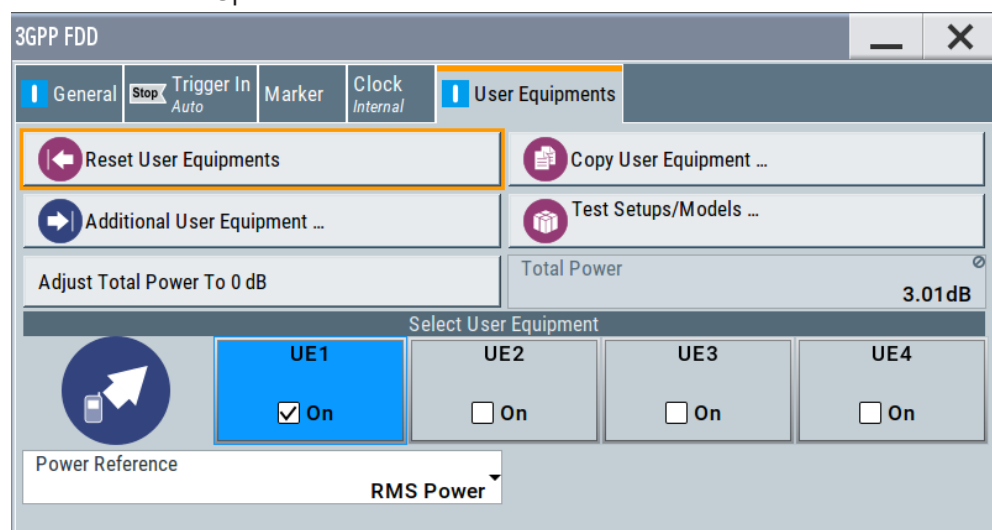 3GPP FDD
General
Stop
Trigger In
Auto
Marker
Clock
Internal
User Equipments
Reset User Equipments
Copy User Equipment ...
Additional User Equipment ...
Test Setups/Models ...
Adjust Total Power To 0 dB
Total Power
3.01dB
Select User Equipment
UE1
UE2
UE3
UE4
On
On
On
On
Power Reference
RMS Power